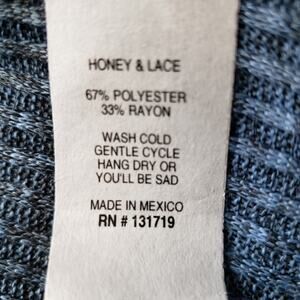 HONEY & LACE
67% POLYESTER
33% RAYON
WASH COLD
GENTLE CYCLE
HANG DRY OR
YOU'LL BE SAD
MADE IN MEXICO
RN # 131719